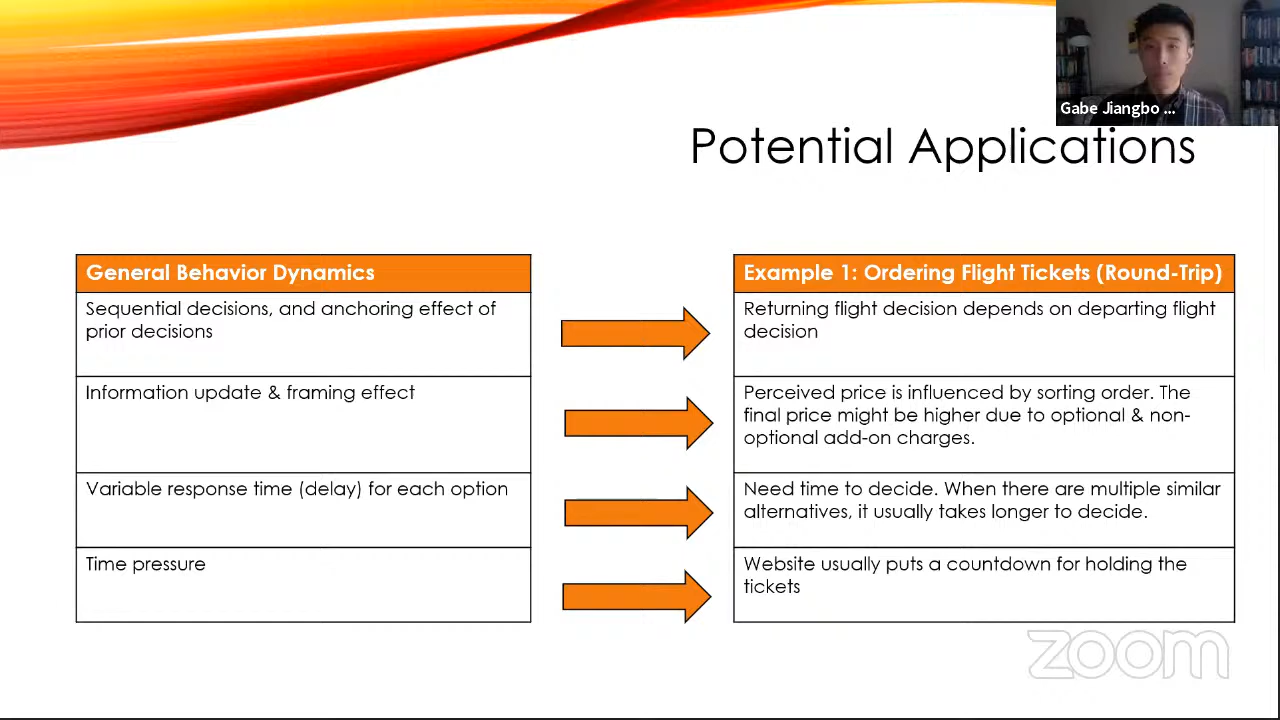 Gabe Jiangbo ...
Potential Applications
General Behavior Dynamics
Sequential decisions, and anchoring effect of
prior decisions
Information update & framing effect
Variable response time (delay) for each option
Time pressure
Example 1: Ordering Flight Tickets (Round-Trip)
Returning flight decision depends on departing flight
decision
Perceived price is influenced by sorting order. The
final price might be higher due to optional & non-
optional add-on charges.
Need time to decide. When there are multiple similar
alternatives, it usually takes longer to decide.
Website usually puts a countdown for holding the
tickets
zoom